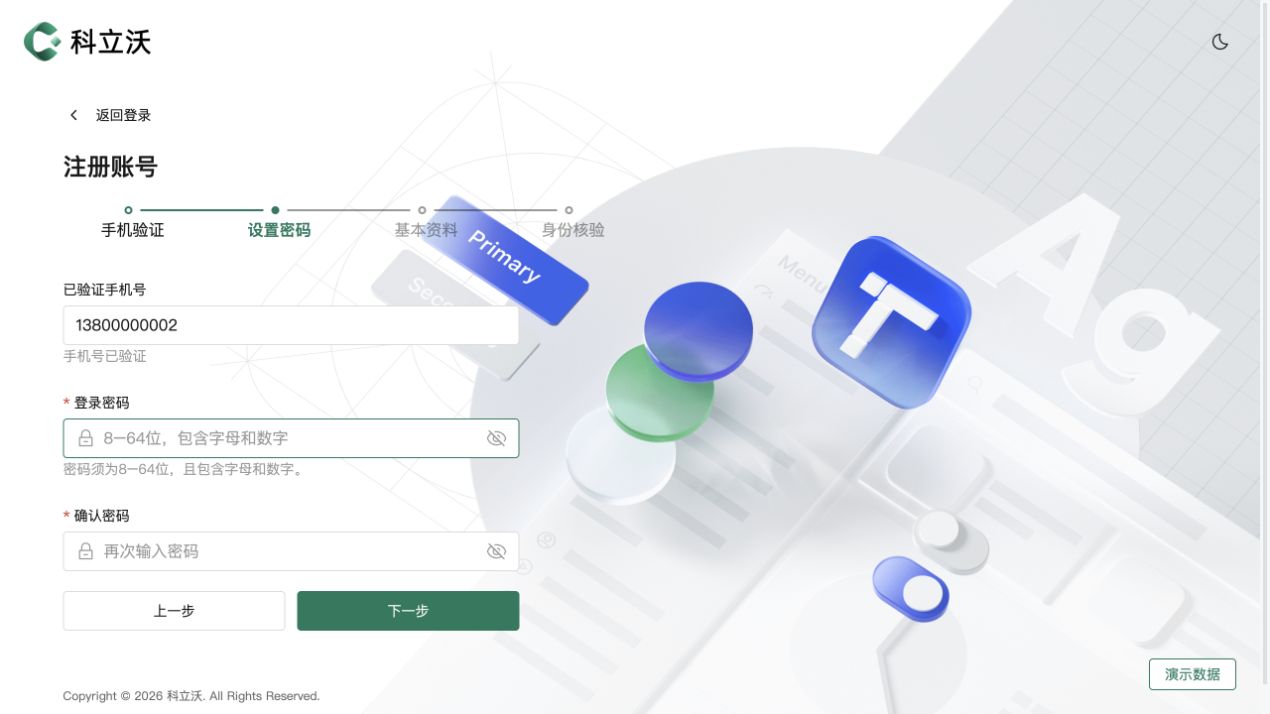 科立沃
返回登录
注册账号
手机验证
设置密码
基本资料
身份核验
Primary
Menu
Ag
T
已验证手机号
13800000002
手机号已验证
* 登录密码
8—64位，包含字母和数字
密码须为8—64位，且包含字母和数字。
* 确认密码
再次输入密码
上一步
下一步
演示数据
Copyright © 2026 科立沃. All Rights Reserved.